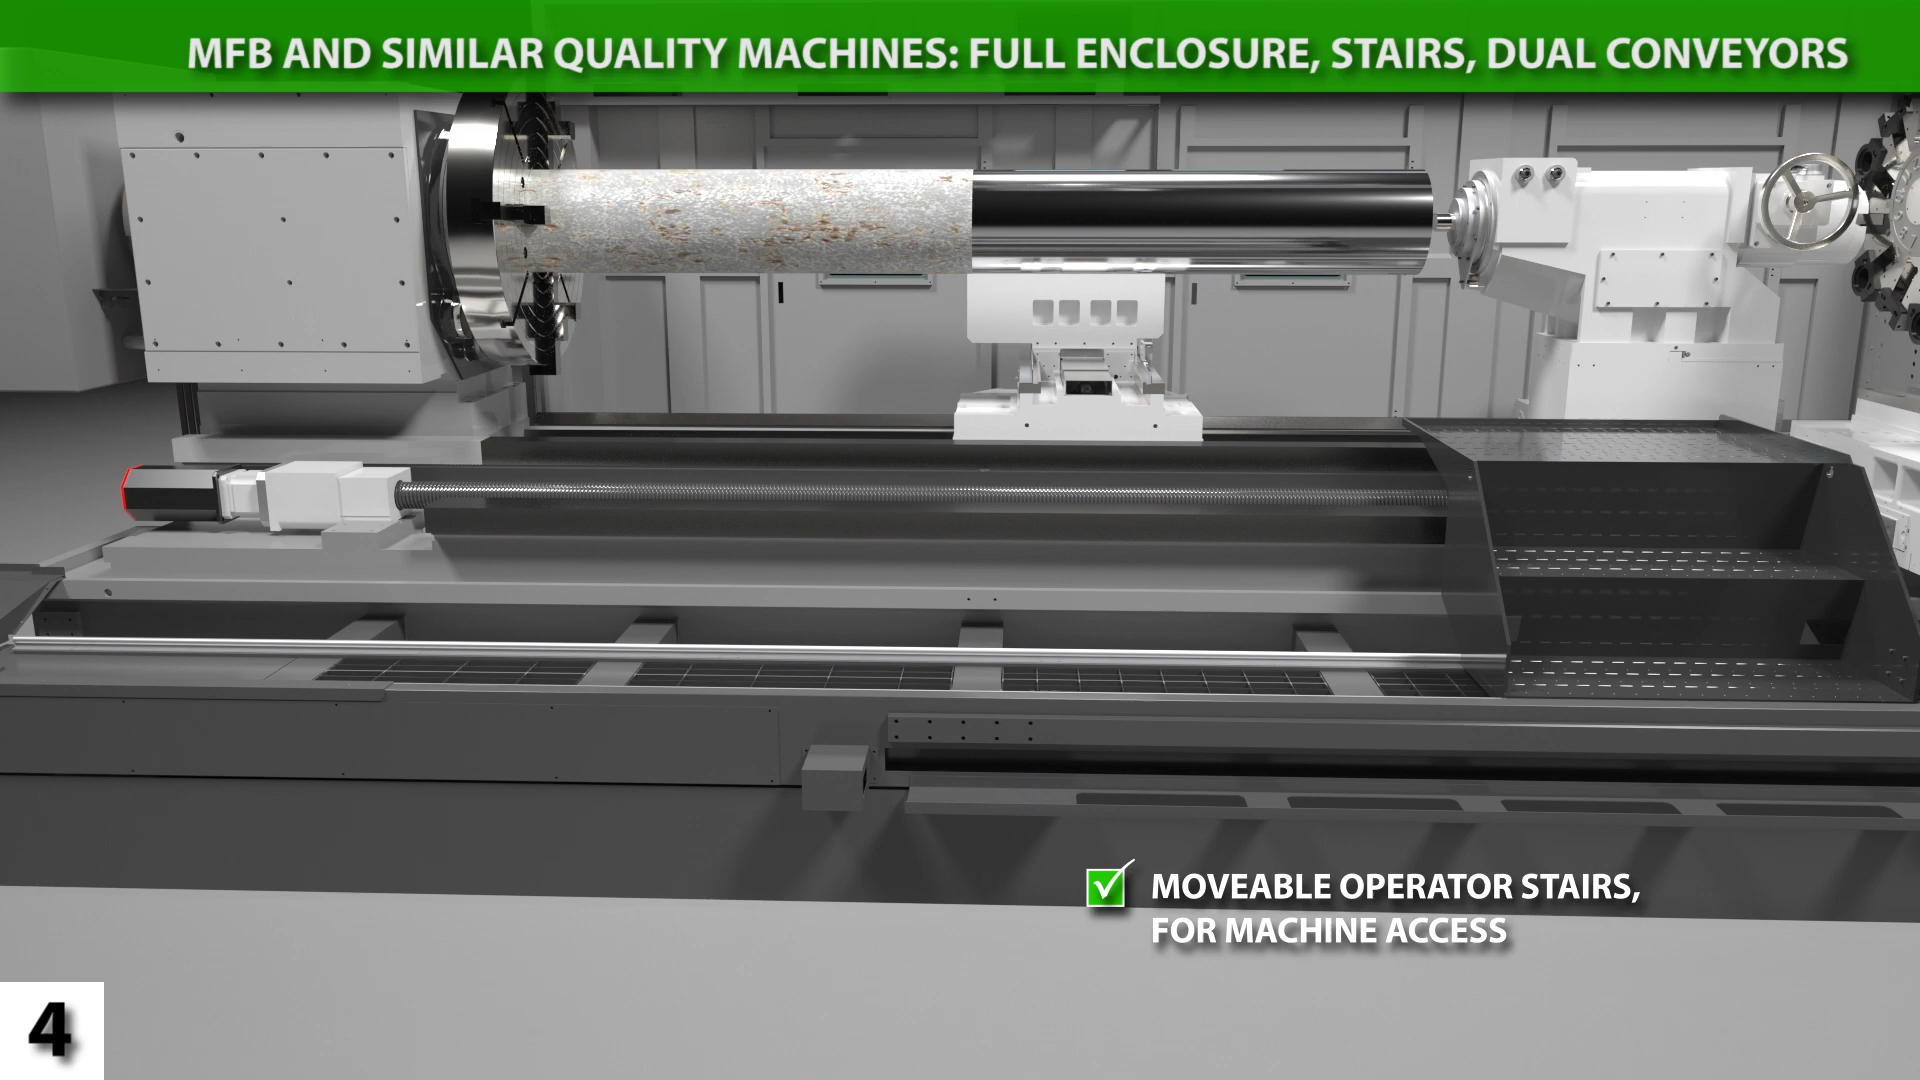 MFB AND SIMILAR QUALITY MACHINES: FULL ENCLOSURE, STAIRS, DUAL CONVEYORS
MOVEABLE OPERATOR STAIRS,
FOR MACHINE ACCESS
4